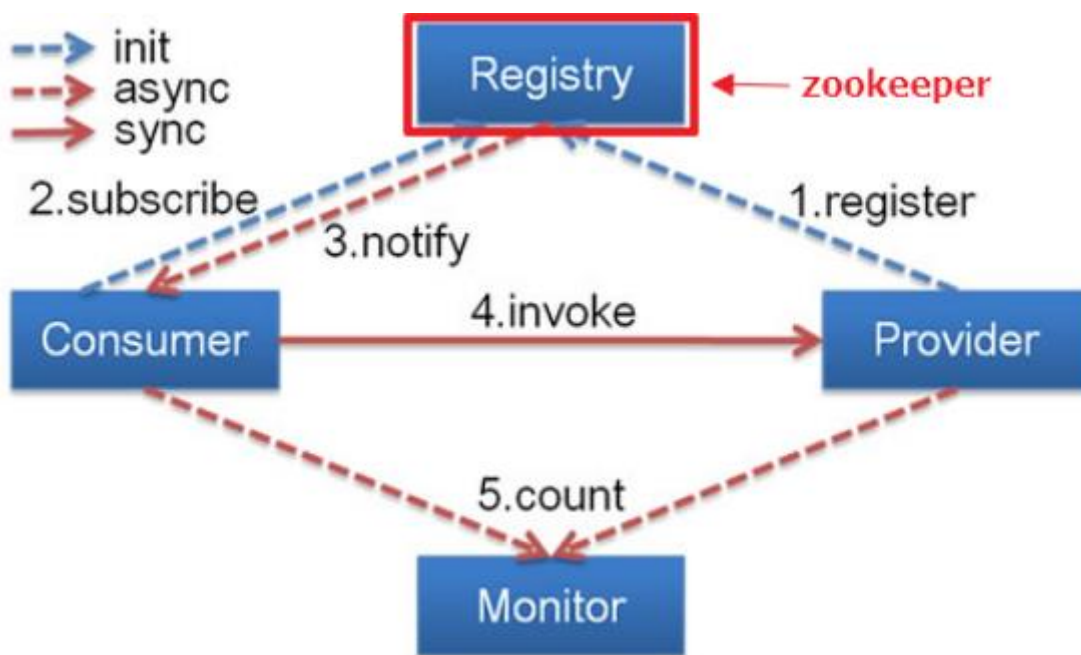 init
async
sync
Registry
zookeeper
2.subscribe
1.register
3.notify
4.invoke
Consumer
Provider
5.count
Monitor